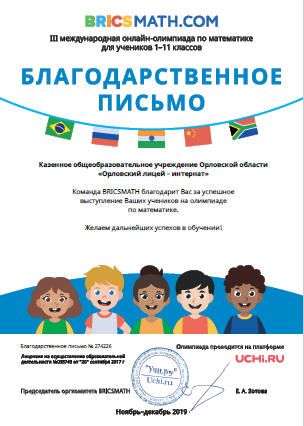 BRICSMATH.COM
III международная онлайн-олимпиада по математике
для учеников 1–11 классов
БЛАГОДАРСТВЕННОЕ
ПИСЬМО
Казенное общеобразовательное учреждение Орловской области
«Орловский лицей – интернат»
Команда BRICSMATH благодарит Вас за успешное
выступление Ваших учеников на олимпиаде
по математике.
Желаем дальнейших успехов в обучении!
Благодарственное письмо № 274226
Олимпиада проводится на платформе
Лицензия на осуществление образовательной
деятельности №038745 от "20" сентября 2017 г
UCHi.RU
"Учи.ру"
Uchi.ru
Председатель оргкомитета BRICSMATH
Е. А. Зотова
Ноябрь-декабрь 2019